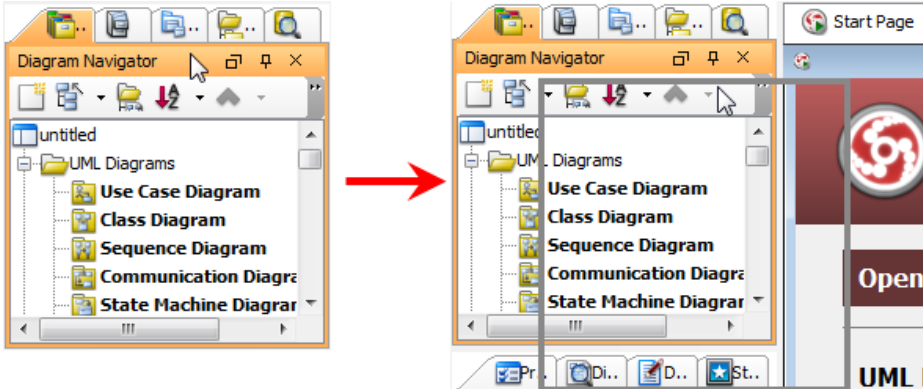 Diagram Navigator
untitled
UML Diagrams
Use Case Diagram
Class Diagram
Sequence Diagram
Communication Diagra
State Machine Diagrar
Start Page
Diagram Navigator
untitled
UML Diagrams
Use Case Diagram
Class Diagram
Sequence Diagram
Communication Diagra
State Machine Diagrar
Pr.. Di.. D.. St..
Open
UML